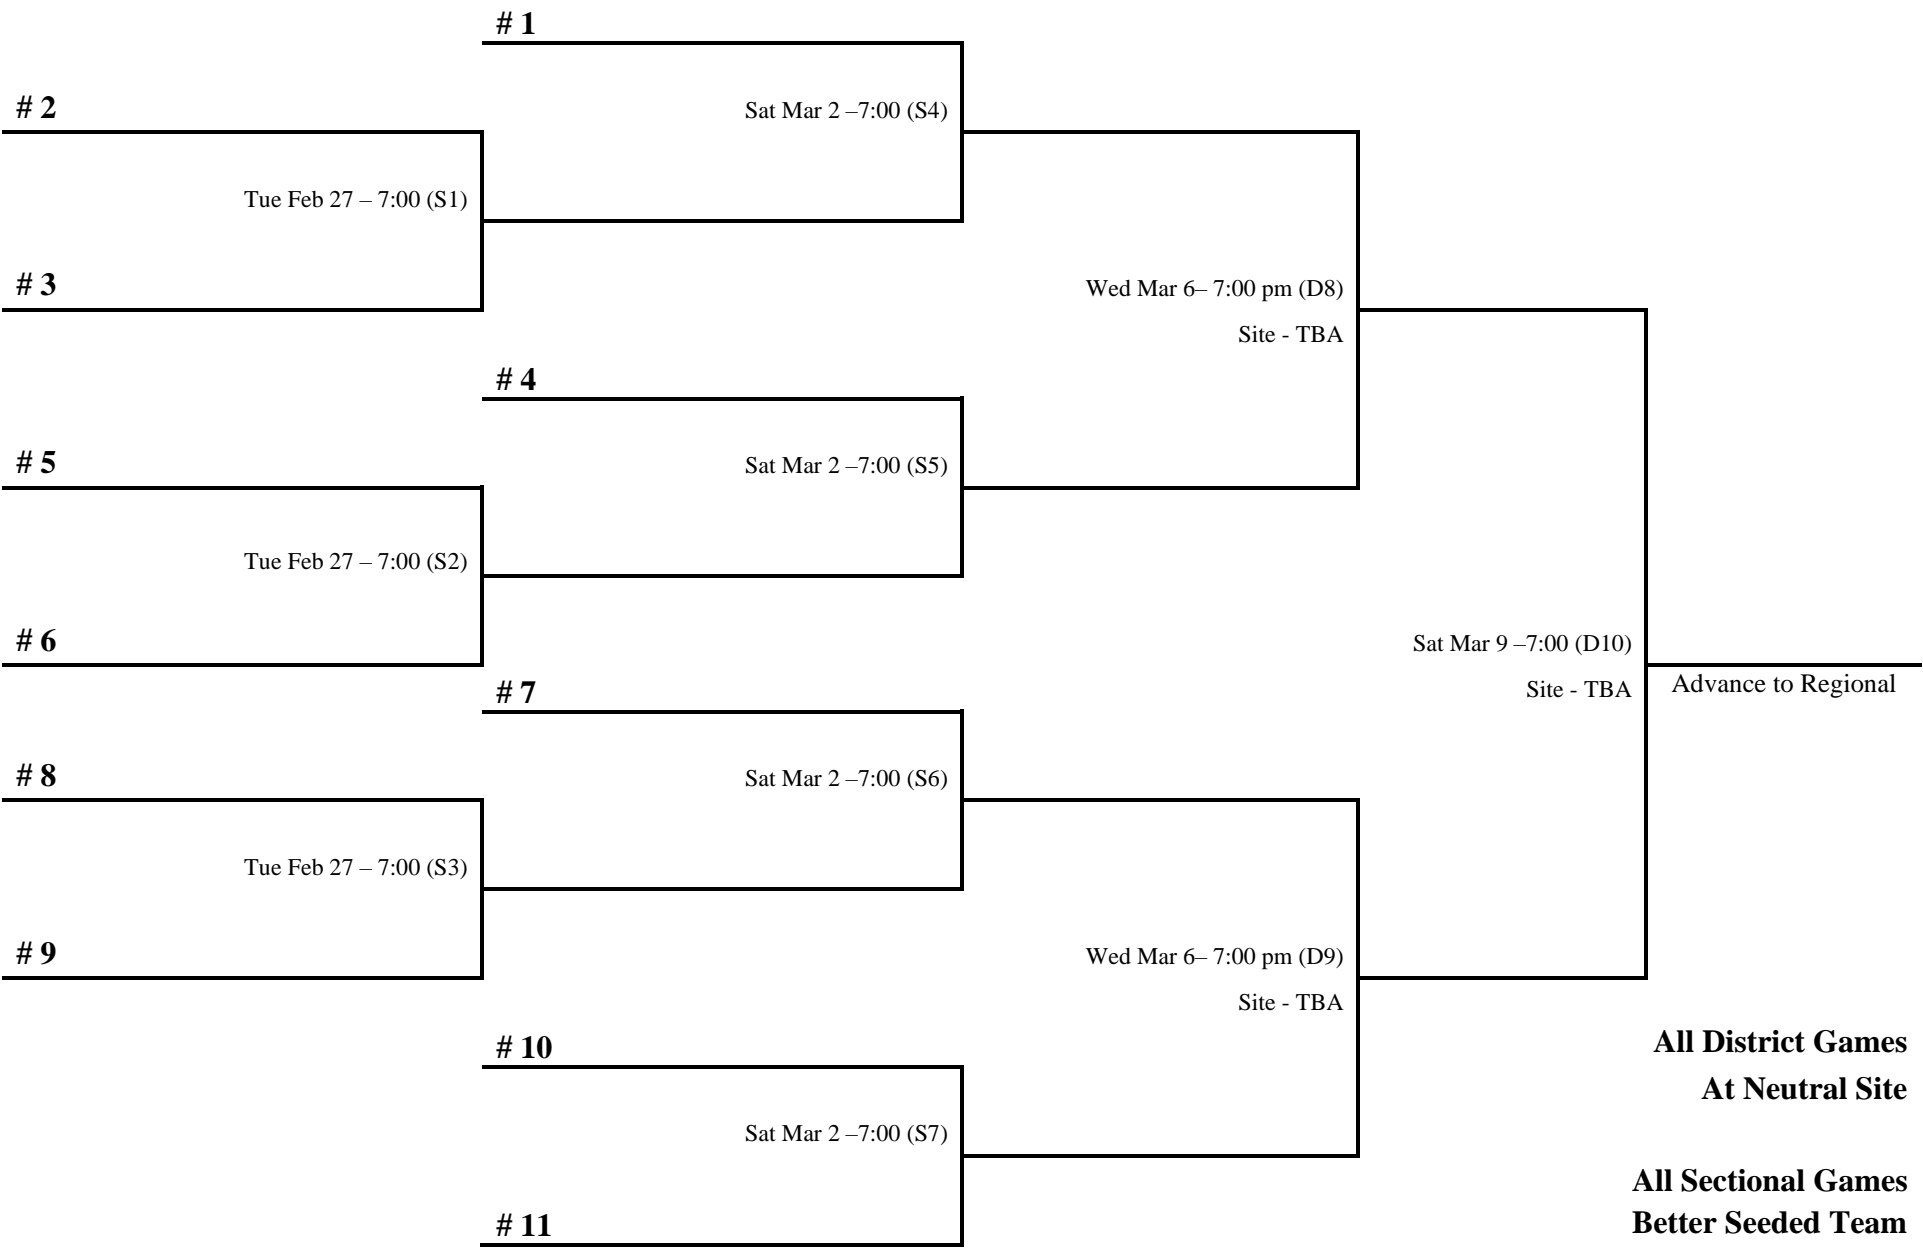 # 1
# 2
Sat Mar 2 –7:00 (S4)
Tue Feb 27 – 7:00 (S1)
# 3
Wed Mar 6– 7:00 pm (D8)
Site - TBA
# 4
# 5
Sat Mar 2 –7:00 (S5)
Tue Feb 27 – 7:00 (S2)
# 6
Sat Mar 9 –7:00 (D10)
Site - TBA
Advance to Regional
# 7
# 8
Sat Mar 2 –7:00 (S6)
Tue Feb 27 – 7:00 (S3)
# 9
Wed Mar 6– 7:00 pm (D9)
Site - TBA
# 10
Sat Mar 2 –7:00 (S7)
# 11
All District Games
At Neutral Site
All Sectional Games
Better Seeded Team